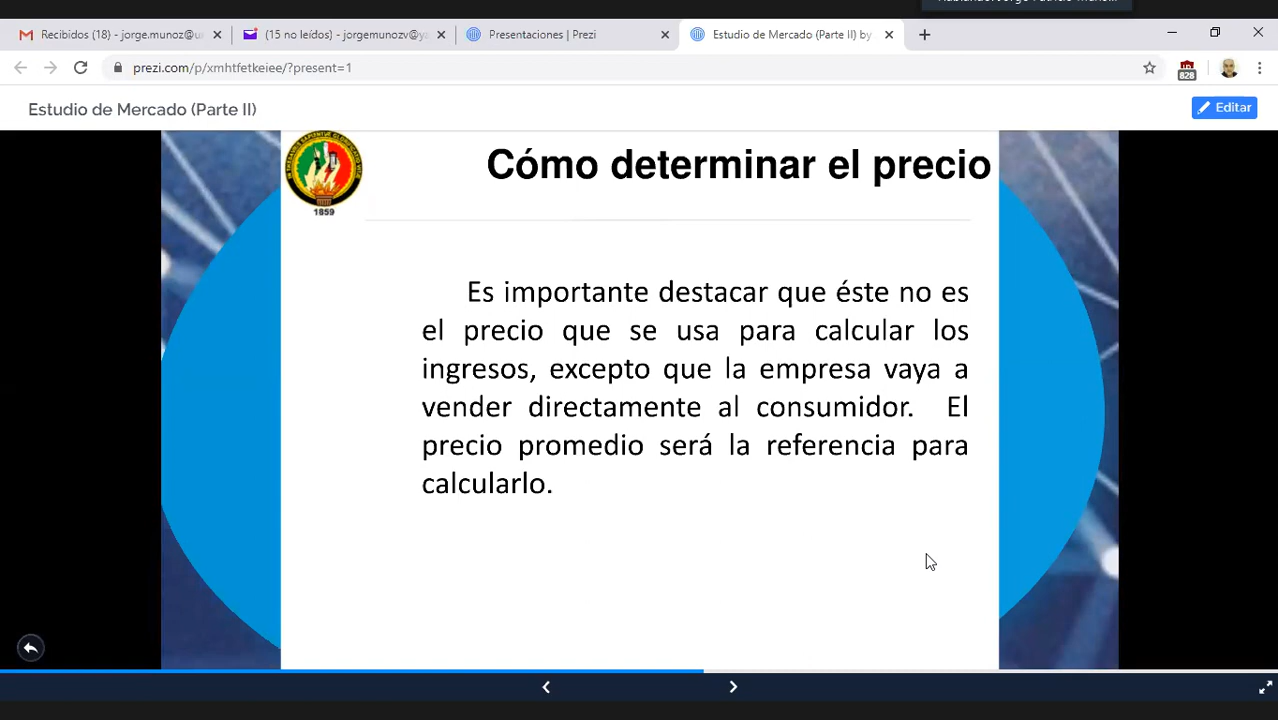 Recibidos (18) - jorge.munoz@u
(15 no leídos) - jorgemunozv@y
Presentaciones | Prezi
Estudio de Mercado (Parte II) by
prezi.com/p/xmhtfetkeiee/?present=1
828
Estudio de Mercado (Parte II)
Editar
1859
Cómo determinar el precio
Es importante destacar que éste no es
el precio que se usa para calcular los
ingresos, excepto que la empresa vaya a
vender directamente al consumidor. El
precio promedio será la referencia para
calcularlo.